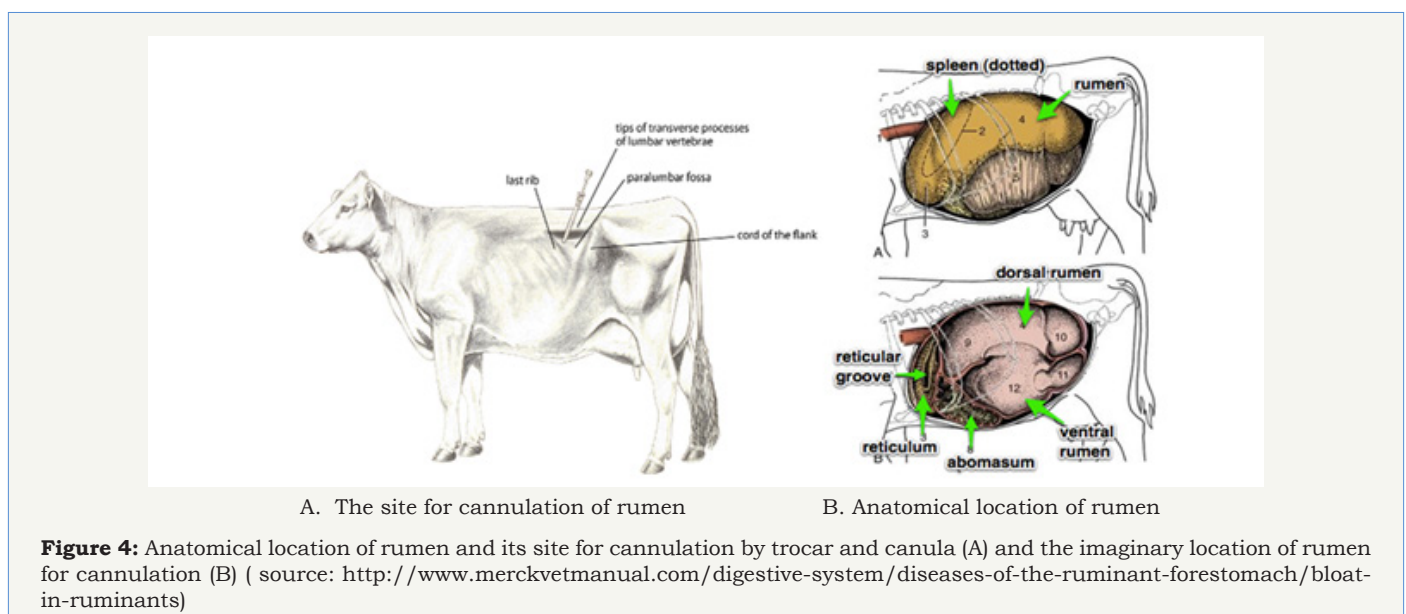 tips of transverse processes
of lumbar vertebrae
last rib
paralumbar fossa
cord of the flank
spleen (dotted)
rumen
4
2
3
A
dorsal rumen
9
10
reticular
groove
11
12
reticulum
abomasum
ventral
rumen
B
A. The site for cannulation of rumen
B. Anatomical location of rumen
Figure 4: Anatomical location of rumen and its site for cannulation by trocar and canula (A) and the imaginary location of rumen
for cannulation (B) ( source: http://www.merckvetmanual.com/digestive-system/diseases-of-the-ruminant-forestomach/bloat-
in-ruminants)